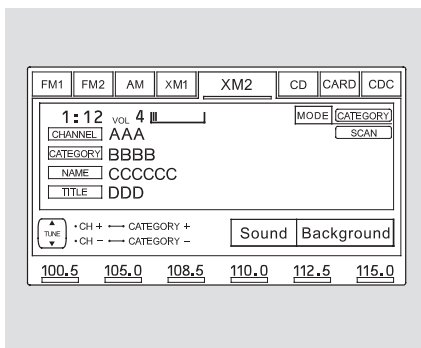 FM1 FM2 AM XM1 XM2 CD CARD CDC
1:12 VOL 4 MODE CATEGORY
CHANNEL AAA SCAN
CATEGORY BBBB
NAME CCCCCC
TITLE DDD
TUNE
•CH + ⟷ CATEGORY +
•CH − ⟷ CATEGORY −
Sound Background
100.5 105.0 108.5 110.0 112.5 115.0